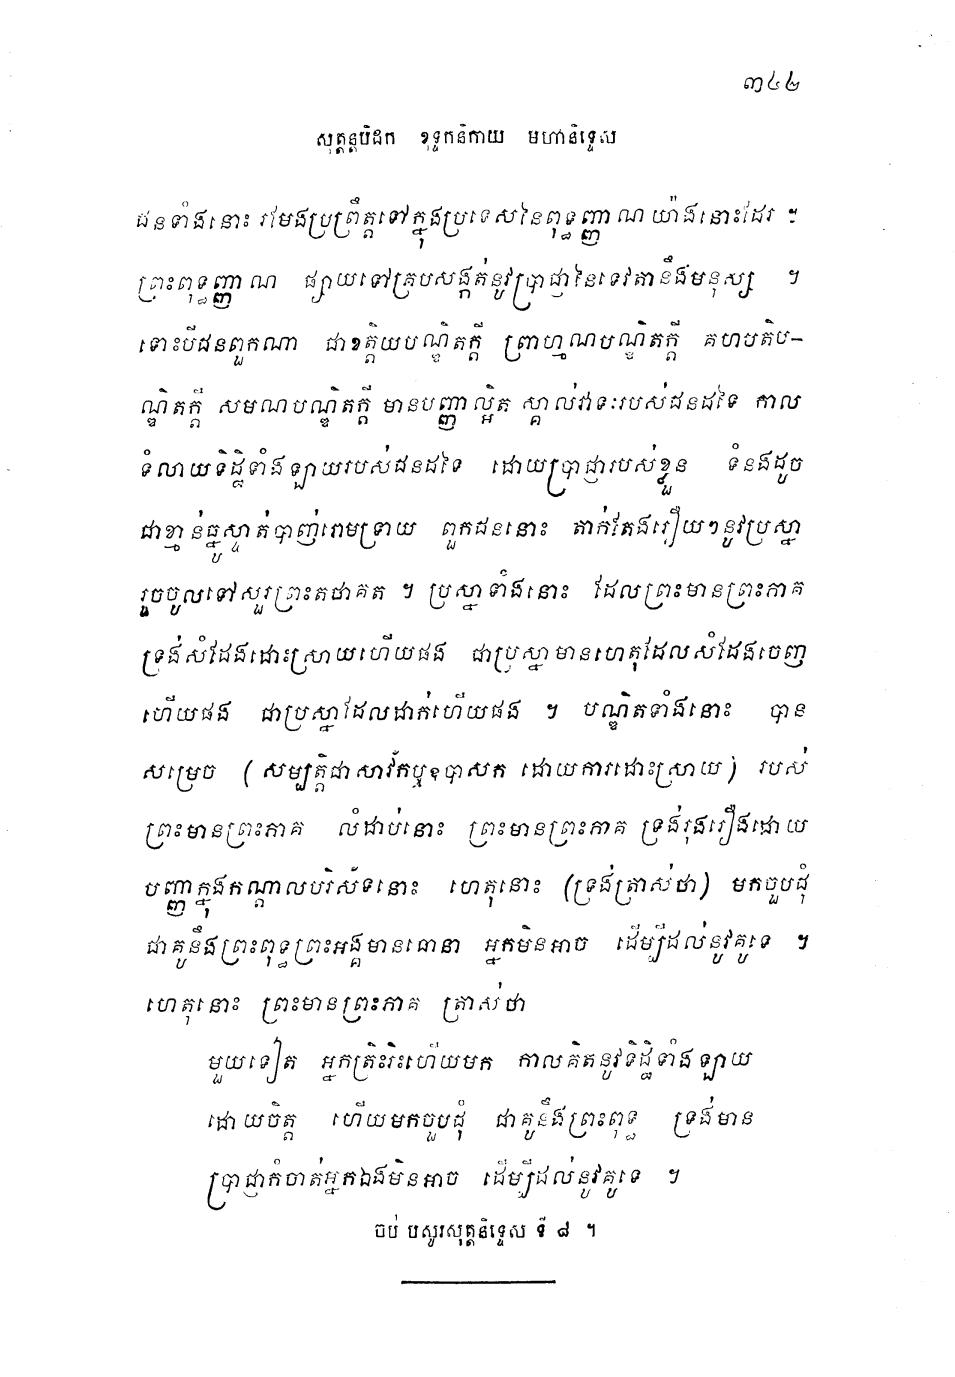 ៣៤២
សុត្តន្តបិដក ខុទ្ទកនិកាយ មហានិទ្ទេស
ជនទាំងនោះ រមែងប្រព្រឹត្តទៅក្នុងប្រទេសនៃពុទ្ធញ្ញាណ យ៉ាងនោះដែរ ។
ព្រះពុទ្ធញ្ញាណ ផ្សាយទៅគ្របសង្កត់នូវប្រាជ្ញានៃទេវតានឹងមនុស្ស ។
ទោះបីជនពួកណា ជាខត្តិយបណ្ឌិតក្តី ព្រាហ្មណបណ្ឌិតក្តី គហបតិប-
ណ្ឌិតក្តី សមណបណ្ឌិតក្តី មានបញ្ញាល្អិត ស្គាល់វាទៈរបស់ជនដទៃ កាល
ទំលាយទិដ្ឋិទាំងឡាយរបស់ជនដទៃ ដោយប្រាជ្ញារបស់ខ្លួន ទំនងដូច
ជាខ្មាន់ធ្នូស្ទាត់បាញ់រោមទ្រាយ ពួកជននោះ តាក់តែងរឿយៗនូវប្រស្នា
រួចចូលទៅសួរព្រះតថាគត ។ ប្រស្នាទាំងនោះ ដែលព្រះមានព្រះភាគ
ទ្រង់សំដែងដោះស្រាយហើយផង ជាប្រស្នាមានហេតុដែលសំដែងចេញ
ហើយផង ជាប្រស្នាដែលដាក់ហើយផង ។ បណ្ឌិតទាំងនោះ បាន
សម្រេច (សម្បត្តិជាសាវ័កឬឧបាសក ដោយការដោះស្រាយ) របស់
ព្រះមានព្រះភាគ លំដាប់នោះ ព្រះមានព្រះភាគ ទ្រង់រុងរឿងដោយ
បញ្ញាក្នុងកណ្តាលបរិស័ទនោះ ហេតុនោះ (ទ្រង់ត្រាស់ថា) មកចួបជុំ
ជាគូនឹងព្រះពុទ្ធព្រះអង្គមានធោនា អ្នកមិនអាច ដើម្បីដល់នូវគូទេ ។
ហេតុនោះ ព្រះមានព្រះភាគ ត្រាស់ថា
មួយទៀត អ្នកត្រិះរិះហើយមក កាលគិតនូវទិដ្ឋិទាំងឡាយ
ដោយចិត្ត ហើយមកចួបជុំ ជាគូនឹងព្រះពុទ្ធ ទ្រង់មាន
ប្រាជ្ញាកំចាត់អ្នកឯងមិនអាច ដើម្បីដល់នូវគូទេ ។
ចប់ បសូរសុត្តនិទ្ទេស ទី ៨ ។